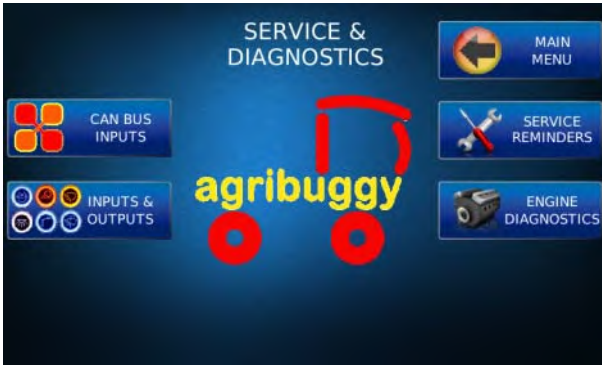 SERVICE &
DIAGNOSTICS
MAIN
MENU
CAN BUS
INPUTS
SERVICE
REMINDERS
agribuggy
INPUTS &
OUTPUTS
ENGINE
DIAGNOSTICS